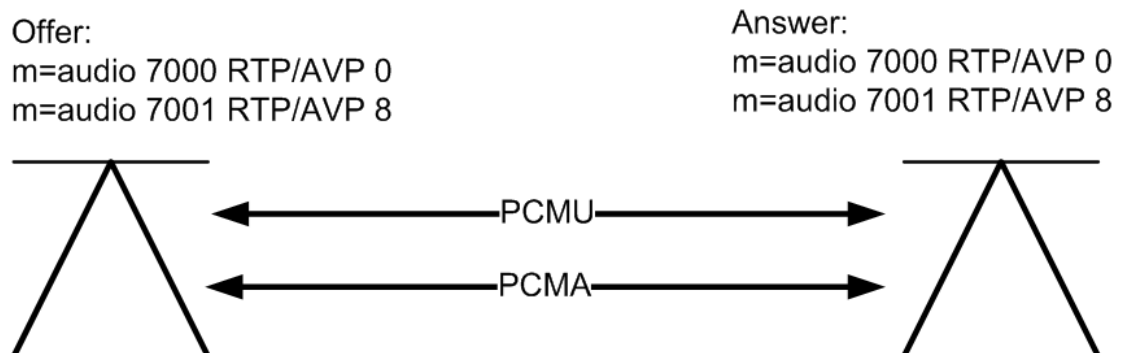 Offer:
m=audio 7000 RTP/AVP 0
m=audio 7001 RTP/AVP 8
Answer:
m=audio 7000 RTP/AVP 0
m=audio 7001 RTP/AVP 8
PCMU
PCMA